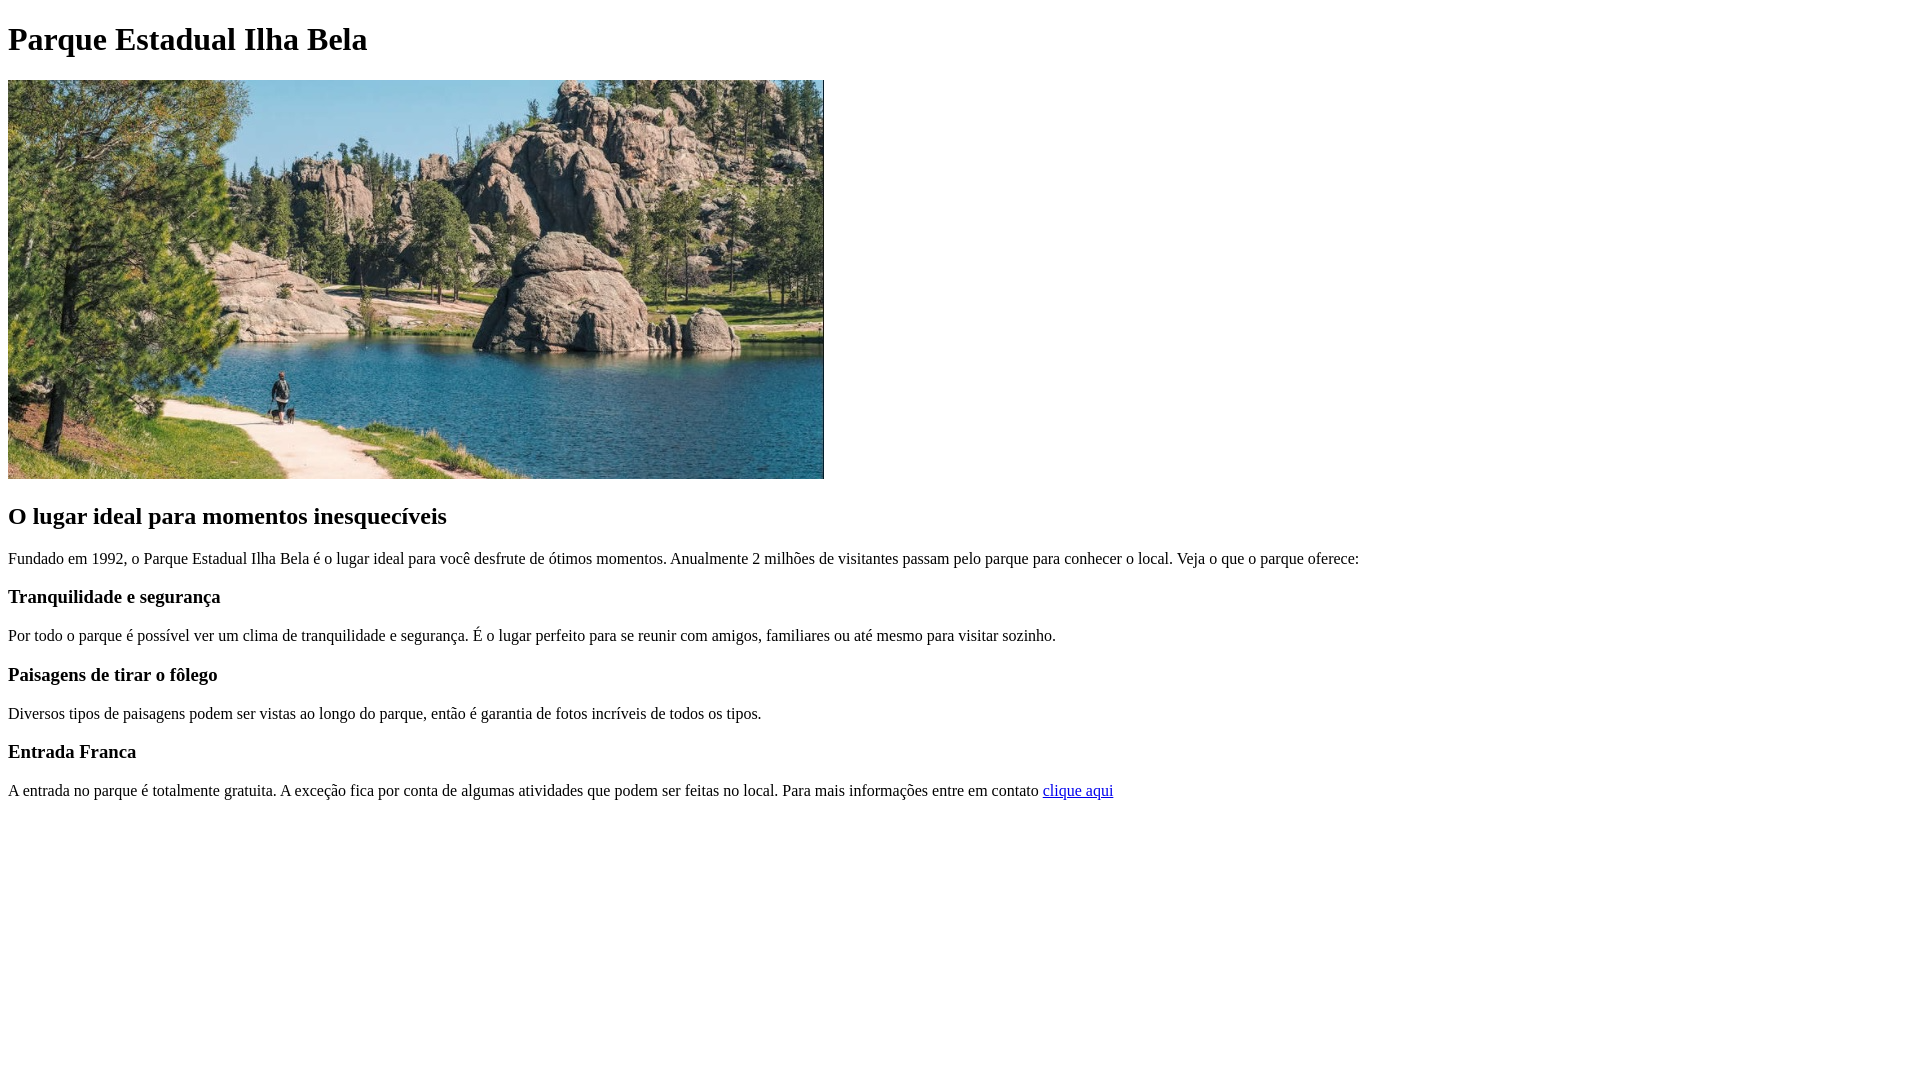 Parque Estadual Ilha Bela
O lugar ideal para momentos inesquecíveis
Fundado em 1992, o Parque Estadual Ilha Bela é o lugar ideal para você desfrute de ótimos momentos. Anualmente 2 milhões de visitantes passam pelo parque para conhecer o local. Veja o que o parque oferece:
Tranquilidade e segurança
Por todo o parque é possível ver um clima de tranquilidade e segurança. É o lugar perfeito para se reunir com amigos, familiares ou até mesmo para visitar sozinho.
Paisagens de tirar o fôlego
Diversos tipos de paisagens podem ser vistas ao longo do parque, então é garantia de fotos incríveis de todos os tipos.
Entrada Franca
A entrada no parque é totalmente gratuita. A exceção fica por conta de algumas atividades que podem ser feitas no local. Para mais informações entre em contato clique aqui